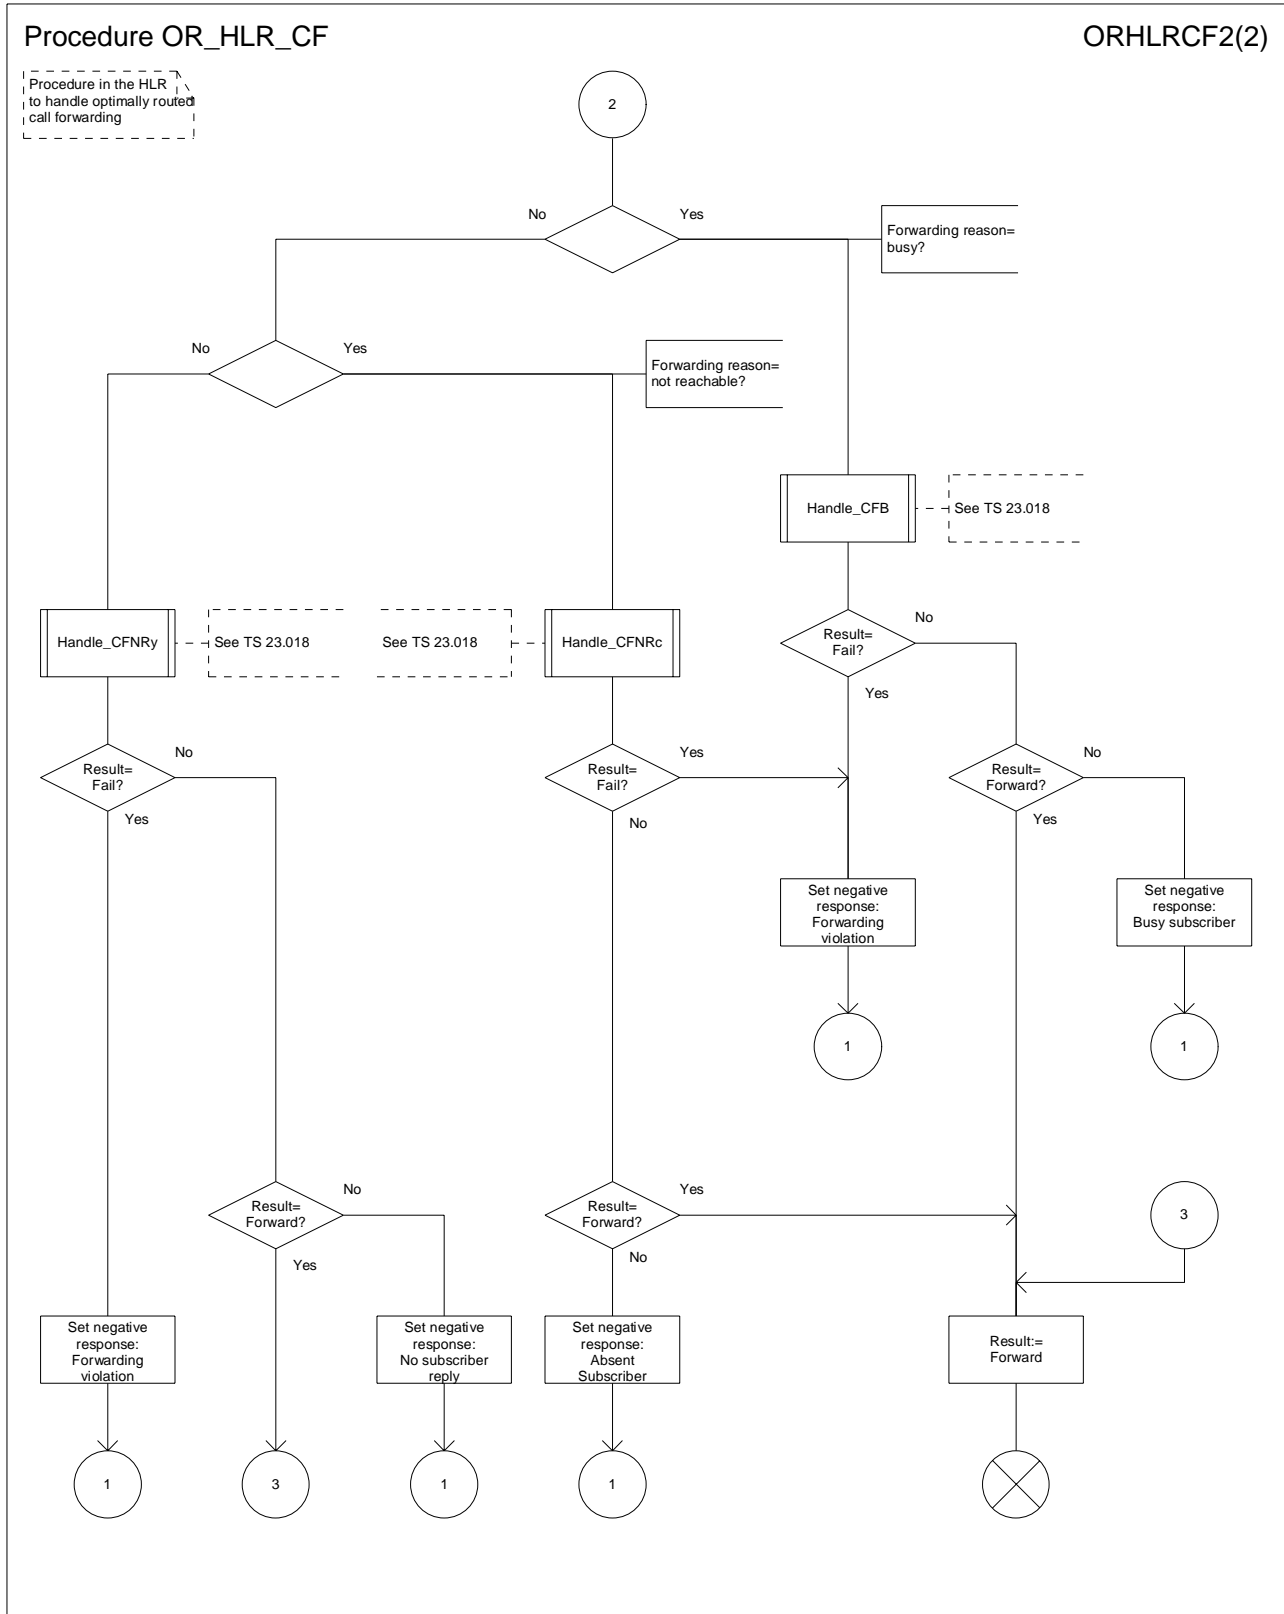 Procedure OR_HLR_CF
ORHLRCF2(2)
Procedure in the HLR
to handle optimally routed
call forwarding
2
No
Yes
Forwarding reason=
busy?
No
Yes
Forwarding reason=
not reachable?
Handle_CFB
See TS 23.018
Handle_CFNRy
See TS 23.018
See TS 23.018
Handle_CFNRc
Result=
Fail?
No
Yes
Result=
Fail?
No
Yes
Result=
Fail?
Yes
No
Result=
Forward?
No
Yes
Set negative
response:
Forwarding
violation
Set negative
response:
Busy subscriber
1
1
Result=
Forward?
No
Yes
Result=
Forward?
Yes
No
3
Set negative
response:
Forwarding
violation
Set negative
response:
No subscriber
reply
Set negative
response:
Absent
Subscriber
Result:=
Forward
1
3
1
1